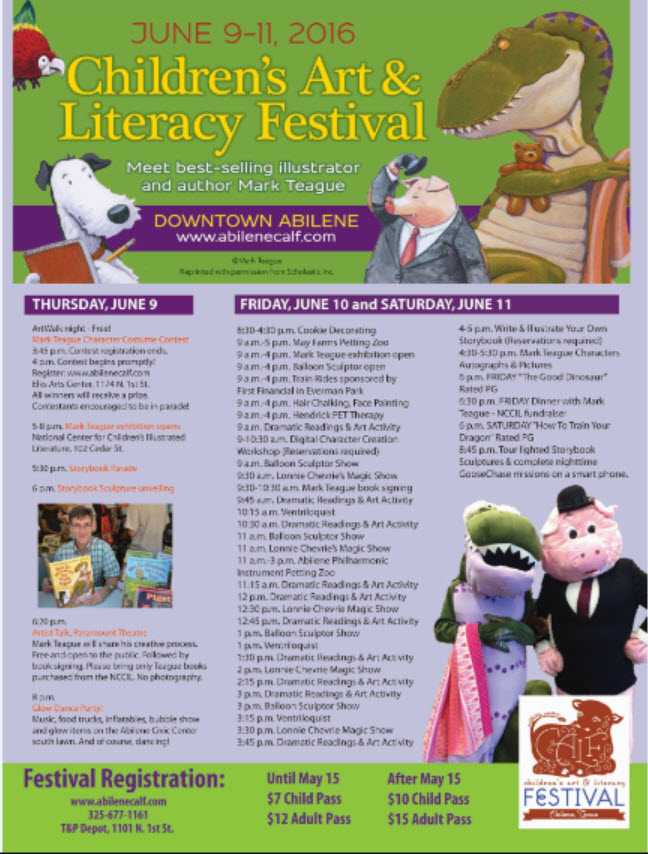 JUNE 9-11, 2016
Children's Art &
Literacy Festival
Meet best-selling illustrator
and author Mark Teague
DOWNTOWN ABILENE
www.abilenecalf.com
©Mark Teague
Reprinted with permission from Scholastic Inc.
THURSDAY, JUNE 9
ArtWalk night - Free!
Mark Teague Character Costume Contest
3:45 p.m. Contest registration ends.
4 p.m. Contest begins promptly!
Register: www.abilenecalf.com
Elks Arts Center, 1174 N. 1st St.
All winners will receive a prize.
Contestants encouraged to be in parade!
5-8 p.m. Mark Teague exhibition opens
National Center for Children's Illustrated
Literature, 102 Cedar St.
5:30 p.m. Storybook Parade
6 p.m. Storybook Sculpture unveiling
6:20 p.m.
Artist Talk, Paramount Theatre
Mark Teague will share his creative process.
Free and open to the public. Followed by
book signing. Please bring only Teague books
purchased from the NCCIL. No photography.
8 p.m.
Glow Dance Party!
Music, food trucks, inflatables, bubble show
and glow items on the Abilene Civic Center
south lawn. And of course, dancing!
FRIDAY, JUNE 10 and SATURDAY, JUNE 11
8:30-4:30 p.m. Cookie Decorating
9 a.m.-5 p.m. May Farms Petting Zoo
9 a.m.-4 p.m. Mark Teague exhibition open
9 a.m.-4 p.m. Balloon Sculptor open
9 a.m.-4 p.m. Train Rides sponsored by
First Financial in Everman Park
9 a.m.-4 p.m. Hair Chalking, Face Painting
9 a.m.-4 p.m. Hendrick PET Therapy
9 a.m. Dramatic Readings & Art Activity
9-10:30 a.m. Digital Character Creation
Workshop (Reservations required)
9 a.m. Balloon Sculptor Show
9:30 a.m. Lonnie Chevrie's Magic Show
9:30-10:30 a.m. Mark Teague book signing
9:45 a.m. Dramatic Readings & Art Activity
10:15 a.m. Ventriloquist
10:30 a.m. Dramatic Readings & Art Activity
11 a.m. Balloon Sculptor Show
11 a.m. Lonnie Chevrie's Magic Show
11 a.m.-3 p.m. Abilene Philharmonic
Instrument Petting Zoo
11:15 a.m. Dramatic Readings & Art Activity
12 p.m. Dramatic Readings & Art Activity
12:30 p.m. Lonnie Chevrie Magic Show
12:45 p.m. Dramatic Readings & Art Activity
1 p.m. Balloon Sculptor Show
1 p.m. Ventriloquist
1:30 p.m. Dramatic Readings & Art Activity
2 p.m. Lonnie Chevrie Magic Show
2:15 p.m. Dramatic Readings & Art Activity
3 p.m. Dramatic Readings & Art Activity
3 p.m. Balloon Sculptor Show
3:15 p.m. Ventriloquist
3:30 p.m. Lonnie Chevrie Magic Show
3:45 p.m. Dramatic Readings & Art Activity
4-5 p.m. Write & Illustrate Your Own
Storybook (Reservations required)
4:30-5:30 p.m. Mark Teague Characters
Autographs & Pictures
6 p.m. FRIDAY "The Good Dinosaur"
Rated PG
6:30 p.m. FRIDAY Dinner with Mark
Teague - NCCIL fundraiser
6 p.m. SATURDAY "How To Train Your
Dragon" Rated PG
8:45 p.m. Tour lighted Storybook
Sculptures & complete nighttime
GooseChase missions on a smart phone.
CALF
children's art & literacy
FESTIVAL
Abilene, Texas
Festival Registration:
www.abilenecalf.com
325-677-1161
T&P Depot, 1101 N. 1st St.
Until May 15
$7 Child Pass
$12 Adult Pass
After May 15
$10 Child Pass
$15 Adult Pass